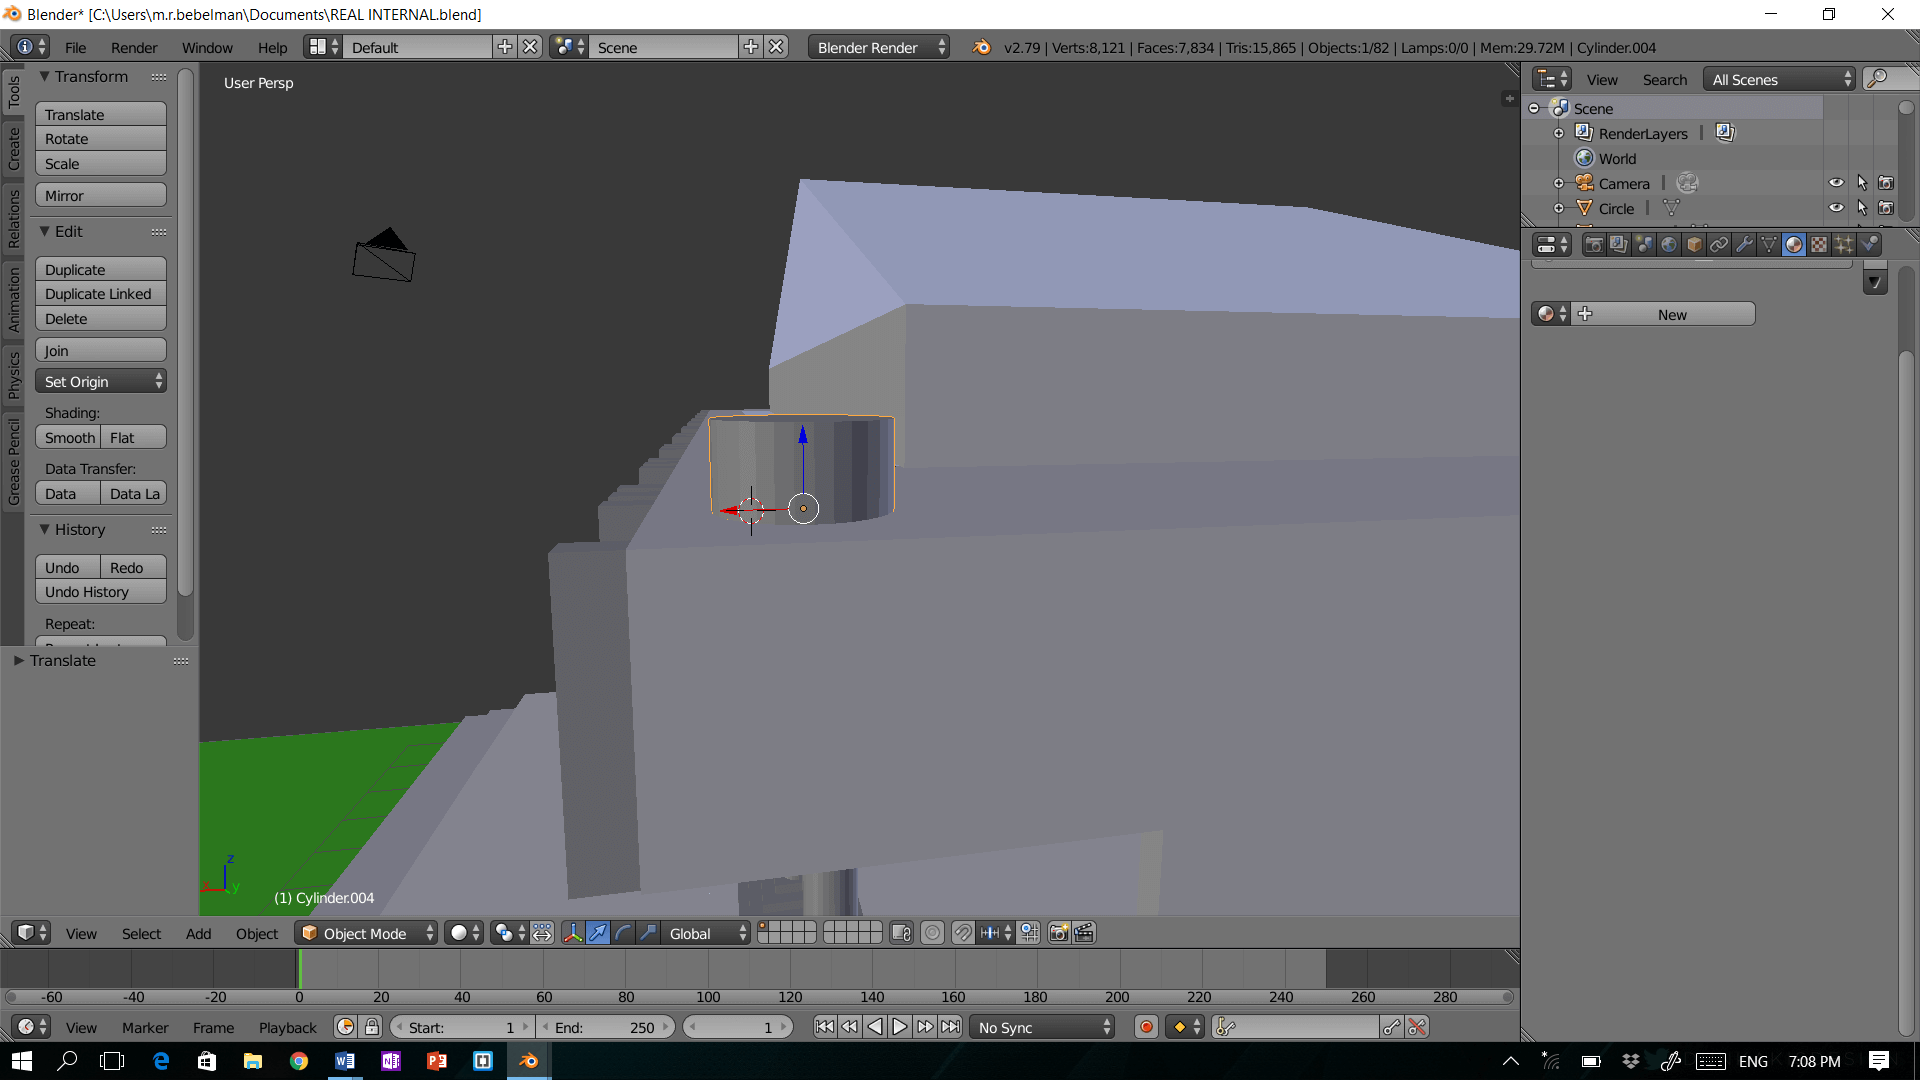 Blender* [C:\Users\m.r.bebelman\Documents\REAL INTERNAL.blend]
File Render Window Help Default Scene Blender Render v2.79 | Verts:8,121 | Faces:7,834 | Tris:15,865 | Objects:1/82 | Lamps:0/0 | Mem:29.72M | Cylinder.004
Tools
Create
Relations
Animation
Physics
Grease Pencil
Transform
Translate
Rotate
Scale
Mirror
Edit
Duplicate
Duplicate Linked
Delete
Join
Set Origin
Shading:
Smooth Flat
Data Transfer:
Data Data La
History
Undo Redo
Undo History
Repeat:
Translate
User Persp
z
x
y
(1) Cylinder.004
View Search All Scenes
Scene
RenderLayers
World
Camera
Circle
New
View Select Add Object Object Mode Global
-60 -40 -20 0 20 40 60 80 100 120 140 160 180 200 220 240 260 280
View Marker Frame Playback Start: 1 End: 250 1 No Sync
ENG 7:08 PM